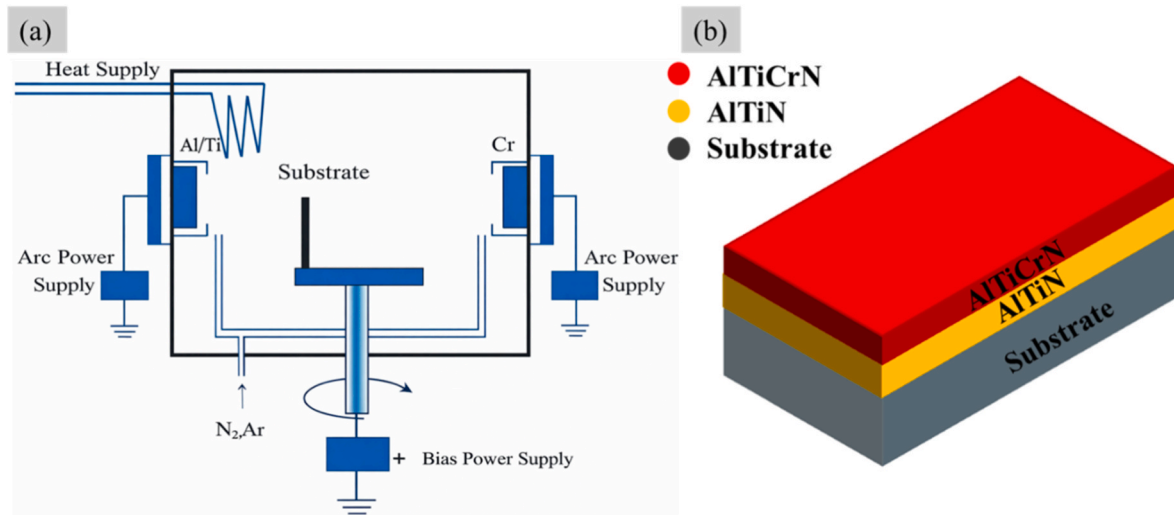 (a)
Heat Supply
Al/Ti
Cr
Substrate
Arc Power
Supply
Arc Power
Supply
N₂,Ar
+
Bias Power Supply
(b)
AlTiCrN
AlTiN
Substrate
AlTiCrN
AlTiN
Substrate